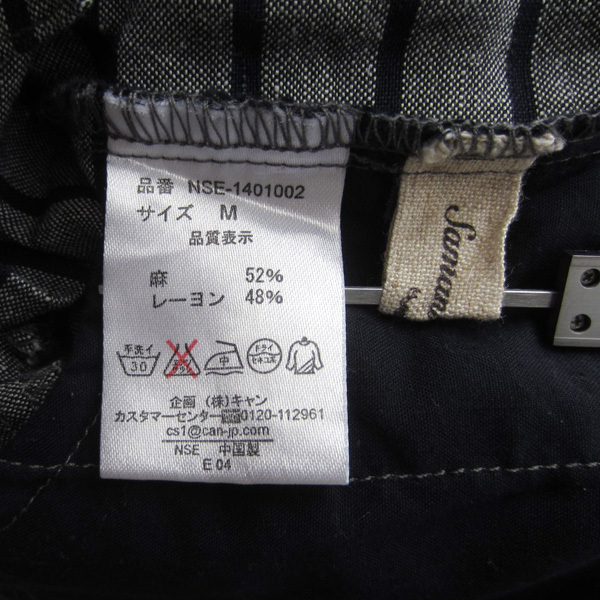 品番 NSE-1401002
サイズ M
品質表示
麻 52%
レーヨン 48%
手洗イ 30 中 ドライ セキユ系
企画 (株)キャン
カスタマーセンター 0120-112961
cs1@can-jp.com
NSE 中国製
E 04
Saman